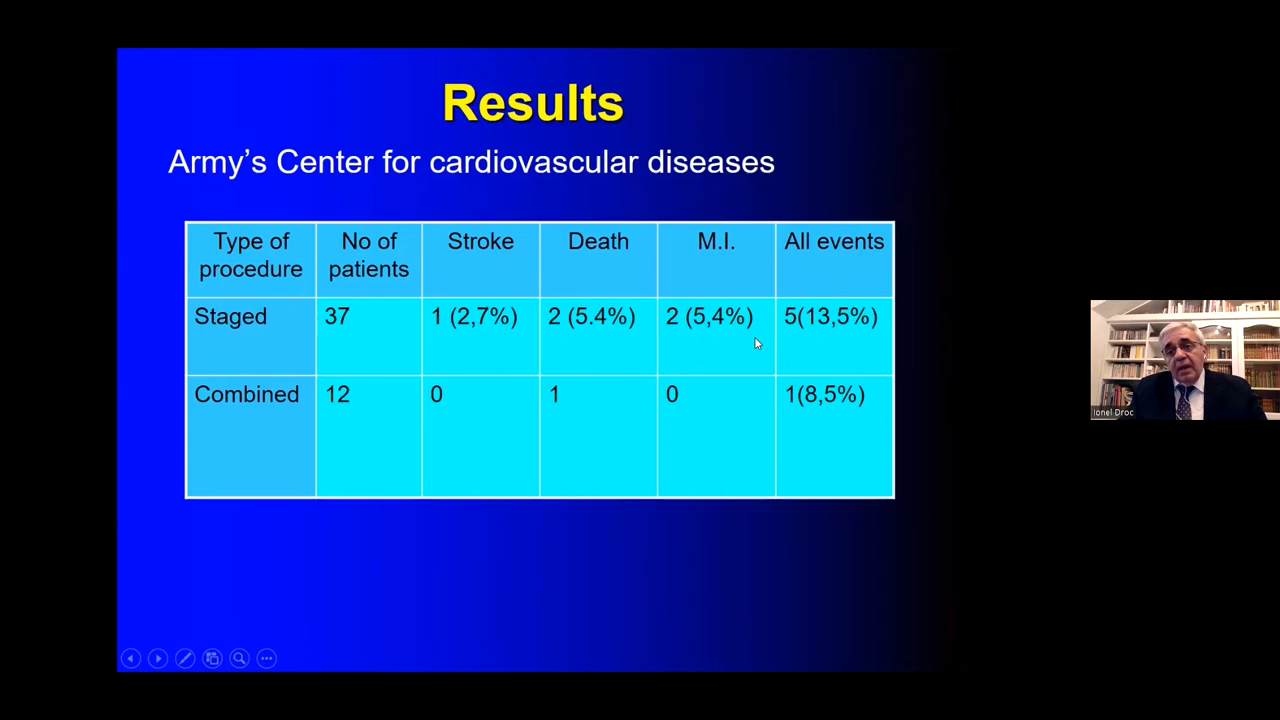 Results
Army’s Center for cardiovascular diseases
Type of procedure No of patients Stroke Death M.I. All events
Staged 37 1 (2,7%) 2 (5.4%) 2 (5,4%) 5(13,5%)
Combined 12 0 1 0 1(8,5%)
Ionel Droc